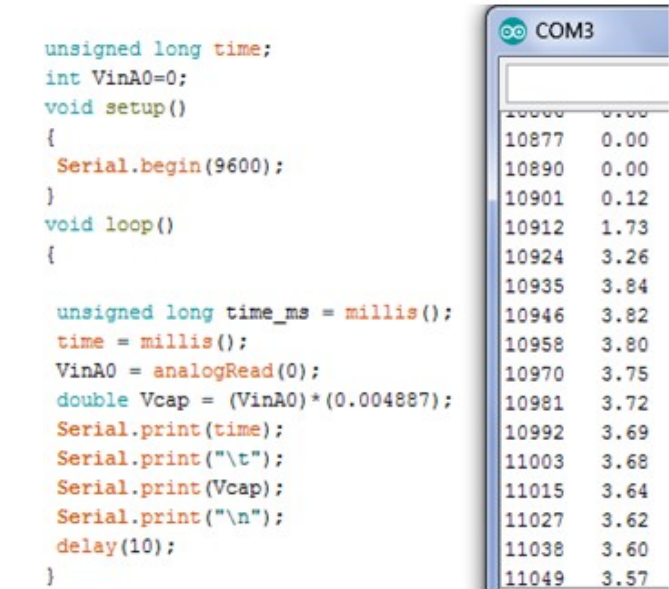 unsigned long time;
int VinA0=0;
void setup()
{
Serial.begin(9600);
}
void loop()
{
unsigned long time_ms = millis();
time = millis();
VinA0 = analogRead(0);
double Vcap = (VinA0)*(0.004887);
Serial.print(time);
Serial.print("\t");
Serial.print(Vcap);
Serial.print("\n");
delay(10);
}
COM3
10877 0.00
10890 0.00
10901 0.12
10912 1.73
10924 3.26
10935 3.84
10946 3.82
10958 3.80
10970 3.75
10981 3.72
10992 3.69
11003 3.68
11015 3.64
11027 3.62
11038 3.60
11049 3.57